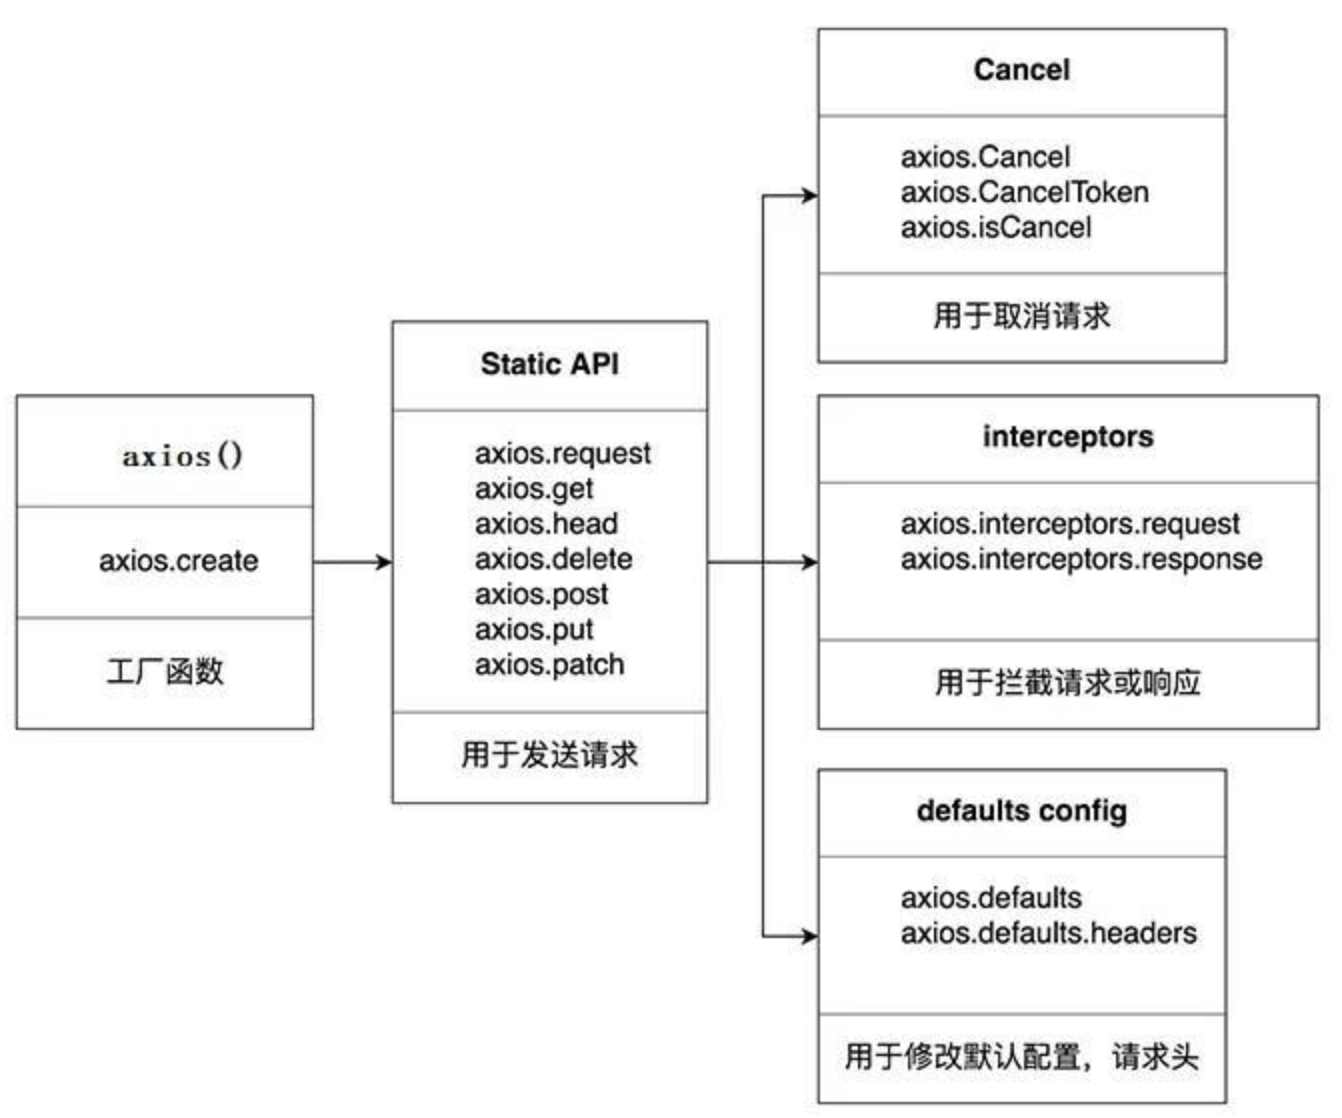 axios()
axios.create
工厂函数
Static API
axios.request
axios.get
axios.head
axios.delete
axios.post
axios.put
axios.patch
用于发送请求
Cancel
axios.Cancel
axios.CancelToken
axios.isCancel
用于取消请求
interceptors
axios.interceptors.request
axios.interceptors.response
用于拦截请求或响应
defaults config
axios.defaults
axios.defaults.headers
用于修改默认配置，请求头